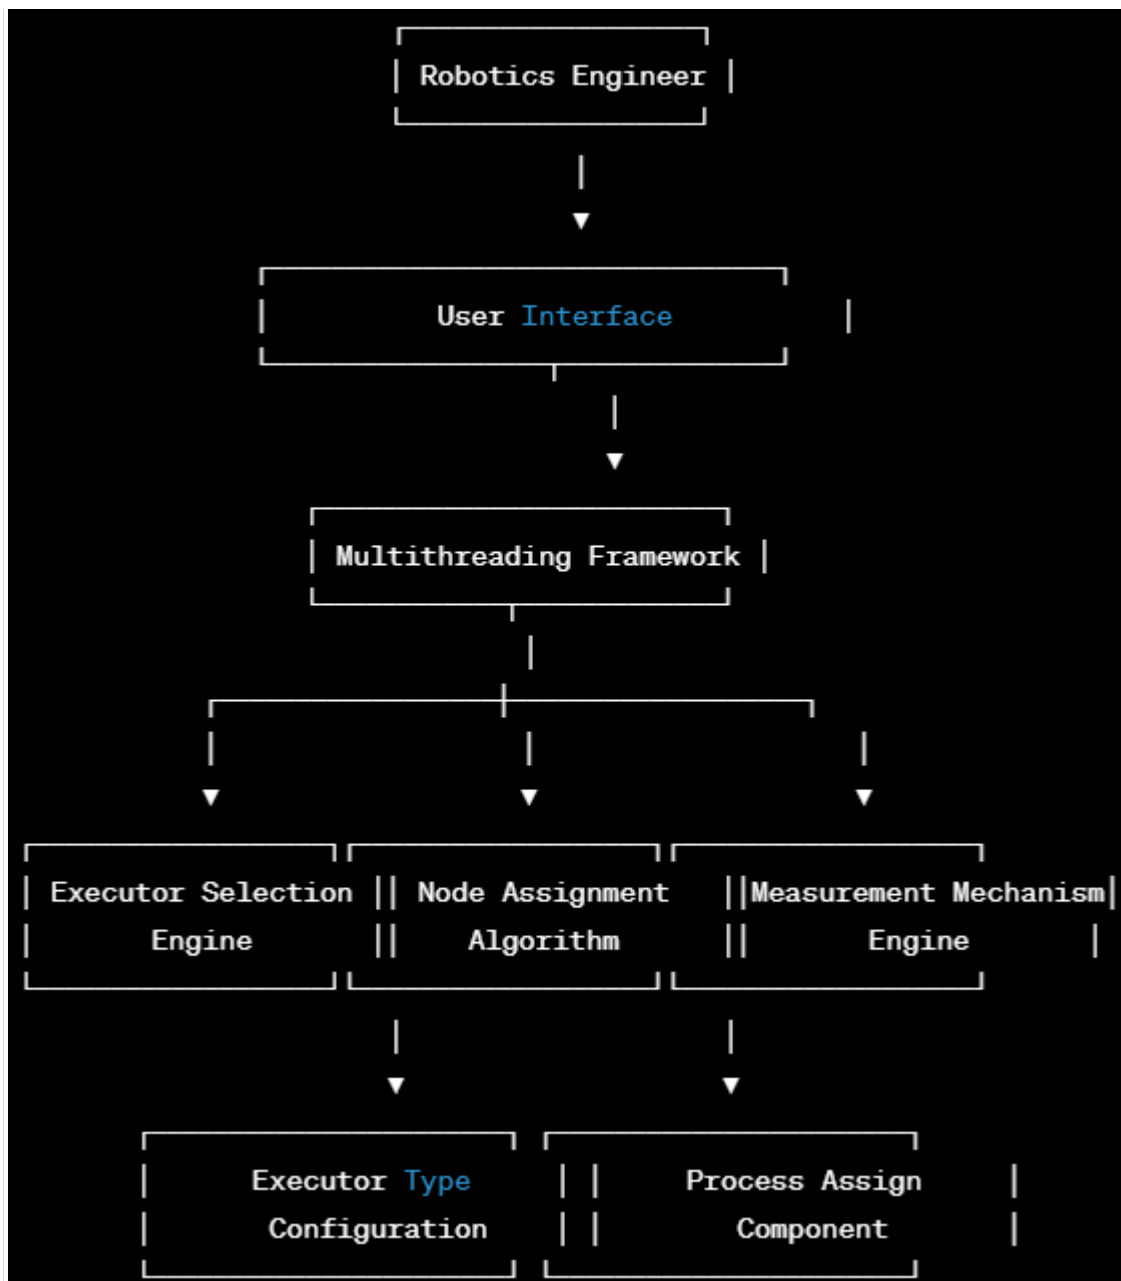 Robotics Engineer
User Interface
Multithreading Framework
Executor Selection Node Assignment Measurement Mechanism
Engine Algorithm Engine
Executor Type Process Assign
Configuration Component